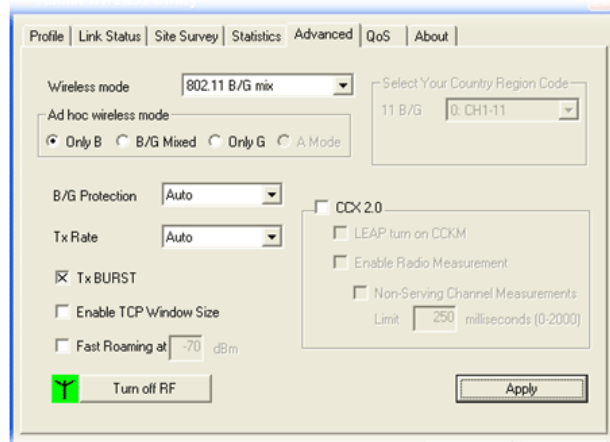 Profile Link Status Site Survey Statistics Advanced QoS About
Wireless mode 802.11 B/G mix
Select Your Country Region Code
11 B/G 0: CH1-11
Ad hoc wireless mode
Only B B/G Mixed Only G A Mode
B/G Protection Auto
Tx Rate Auto
Tx BURST
Enable TCP Window Size
Fast Roaming at -70 dBm
CCX 2.0
LEAP turn on CCKM
Enable Radio Measurement
Non-Serving Channel Measurements
Limit 250 milliseconds (0-2000)
Turn off RF
Apply